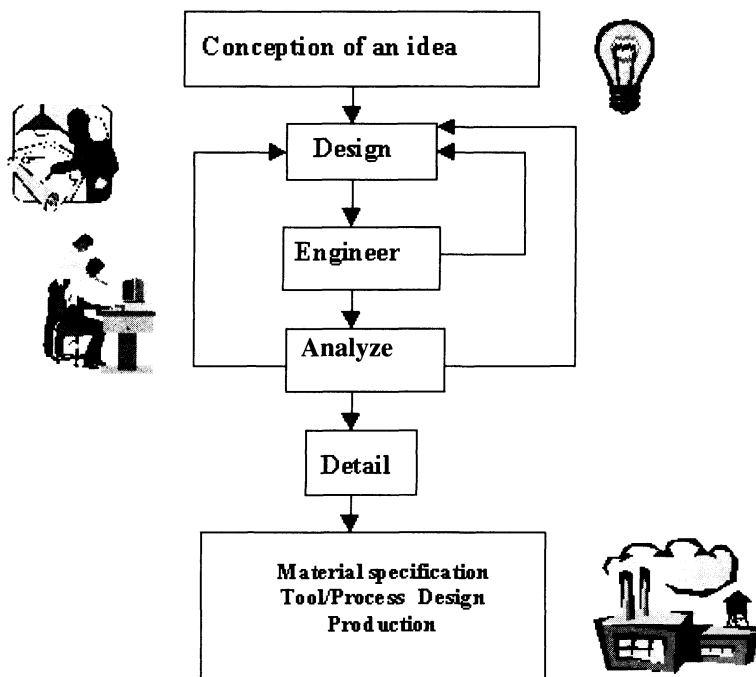 Conception of an idea
Design
Engineer
Analyze
Detail
Material specification
Tool/Process Design
Production